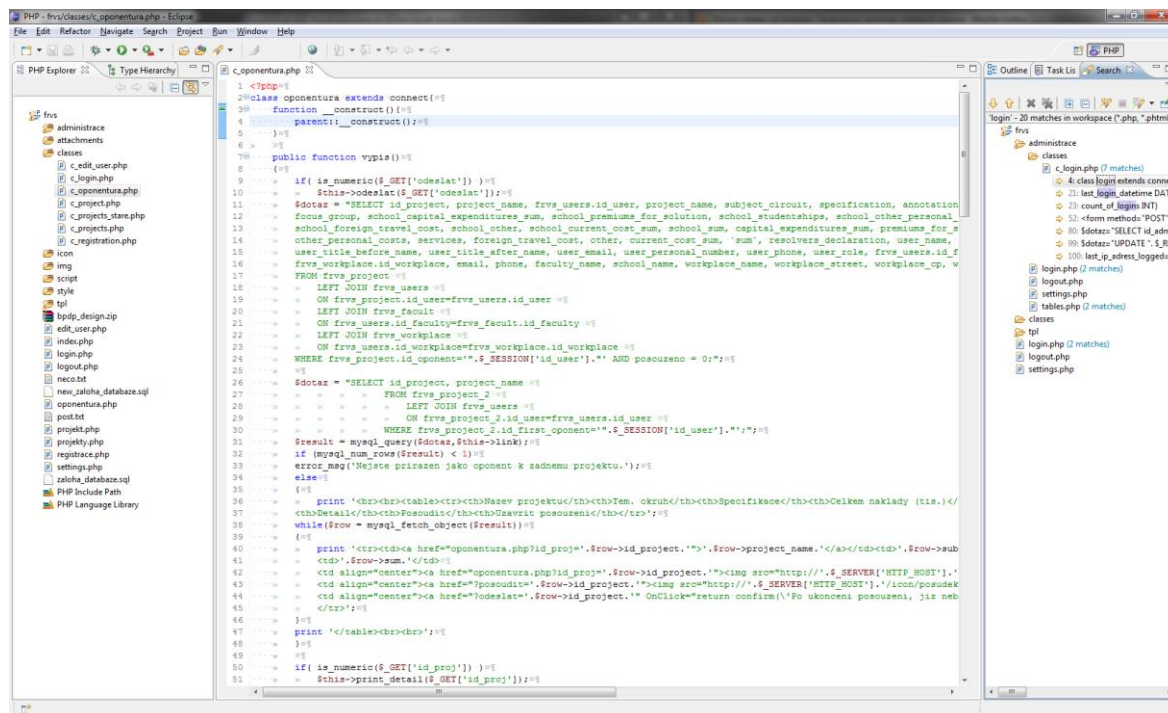 PHP - frvs/classes/c_oponentura.php - Eclipse
File Edit Refactor Navigate Search Project Run Window Help
PHP
PHP Explorer Type Hierarchy
frvs
administrace
attachments
classes
c_edit_user.php
c_login.php
c_oponentura.php
c_project.php
c_projects_stare.php
c_projects.php
c_registration.php
icon
img
script
style
tpl
bpdp_design.zip
edit_user.php
index.php
login.php
logout.php
neco.txt
new_zaloha_databaze.sql
oponentura.php
post.txt
projekt.php
projekty.php
registrace.php
settings.php
zaloha_databaze.sql
PHP Include Path
PHP Language Library
c_oponentura.php
1 <?php
2 class oponentura extends connect{
3 function __construct(){
4 parent::__construct();
5 }
6
7 public function vypis()
8 {
9 if( is_numeric($_GET['odeslat']) )
10 $this->odeslat($_GET['odeslat']);
11 $dotaz = "SELECT id_project, project_name, frvs_users.id_user, project_name, subject_circuit, specification, annotation
12 focus_group, school_capital_expenditures_sum, school_premiums_for_solution, school_studentships, school_other_personal_
13 school_foreign_travel_cost, school_other, school_current_cost_sum, school_sum, capital_expenditures_sum, premiums_for_s
14 other_personal_costs, services, foreign_travel_cost, other, current_cost_sum, `sum`, resolvers_declaration, user_name,
15 user_title_before_name, user_title_after_name, user_email, user_personal_number, user_phone, user_role, frvs_users.id_f
16 frvs_workplace.id_workplace, email, phone, faculty_name, school_name, workplace_name, workplace_street, workplace_cp, w
17 FROM frvs_project
18 LEFT JOIN frvs_users
19 ON frvs_project.id_user=frvs_users.id_user
20 LEFT JOIN frvs_facult
21 ON frvs_users.id_faculty=frvs_facult.id_faculty
22 LEFT JOIN frvs_workplace
23 ON frvs_users.id_workplace=frvs_workplace.id_workplace
24 WHERE frvs_project.id_oponent='".$_SESSION['id_user']."' AND posouzeno = 0;";
25
26 $dotaz = "SELECT id_project, project_name
27 FROM frvs_project_2
28 LEFT JOIN frvs_users
29 ON frvs_project_2.id_user=frvs_users.id_user
30 WHERE frvs_project_2.id_first_oponent='".$_SESSION['id_user']."';";
31 $result = mysql_query($dotaz,$this->link);
32 if (mysql_num_rows($result) < 1)
33 error_msg('Nejste prirazen jako oponent k zadnemu projektu.');
34 else
35 {
36 print '<br><br><table><tr><th>Nazev projektu</th><th>Tem. okruh</th><th>Specifikace</th><th>Celkem naklady (tis.)</
37 <th>Detail</th><th>Posoudit</th><th>Uzavrit posouzeni</th></tr>';
38 while($row = mysql_fetch_object($result))
39 {
40 print '<tr><td><a href="oponentura.php?id_proj='.$row->id_project.'">'.$row->project_name.'</a></td><td>'.$row->sub
41 <td>'.$row->sum.'</td>
42 <td align="center"><a href="oponentura.php?id_proj='.$row->id_project.'"><img src="http://'.$_SERVER['HTTP_HOST'].'
43 <td align="center"><a href="?posoudit='.$row->id_project.'"><img src="http://'.$_SERVER['HTTP_HOST'].'/icon/posudek
44 <td align="center"><a href="?odeslat='.$row->id_project.'" OnClick="return confirm(\'Po ukonceni posouzeni, jiz neb
45 </tr>';
46 }
47 print '</table><br><br>';
48 }
49
50 if( is_numeric($_GET['id_proj']) )
51 $this->print_detail($_GET['id_proj']);
Outline Task Lis Search
'login' - 20 matches in workspace (*.php, *.phtml
frvs
administrace
classes
c_login.php (7 matches)
4: class login extends conne
21: last_login_datetime DAT
23: count_of_logins INT)
52: <form method="POST"
80: $dotaz="SELECT id_adm
99: $dotaz="UPDATE ". $_R
100: last_ip_adress_logged=
login.php (2 matches)
logout.php
settings.php
tables.php (2 matches)
classes
tpl
login.php (2 matches)
logout.php
settings.php